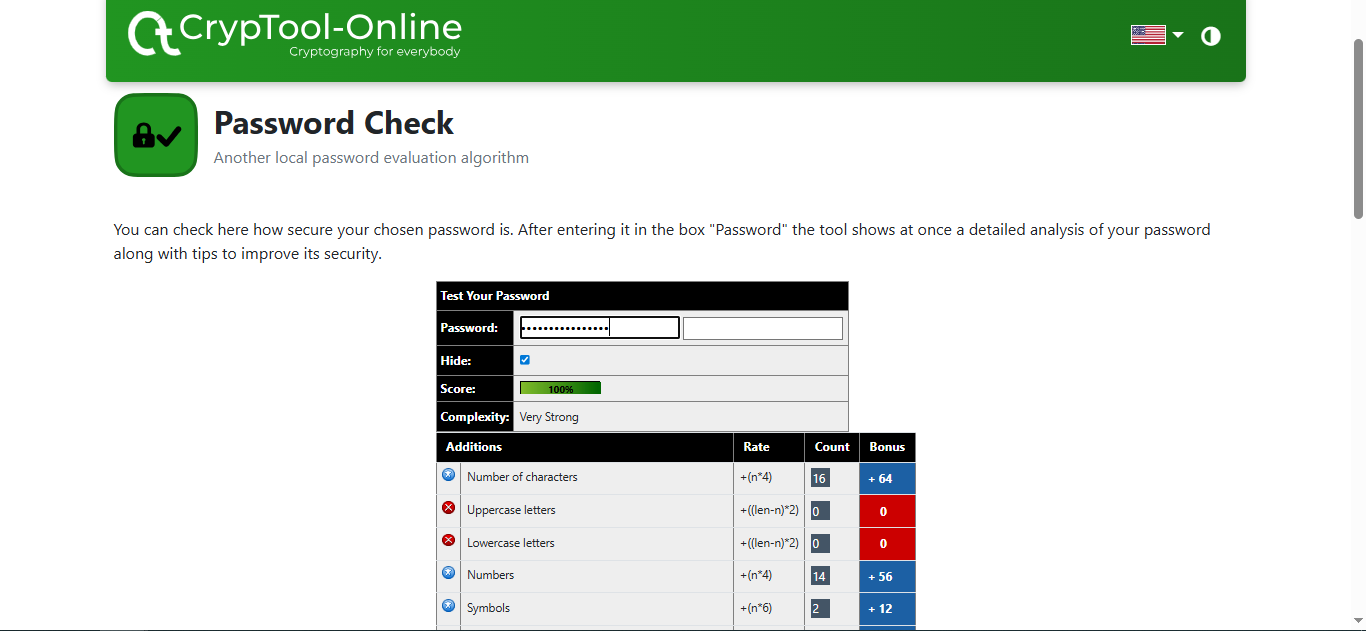 CrypTool-Online
Cryptography for everybody
Password Check
Another local password evaluation algorithm
You can check here how secure your chosen password is. After entering it in the box "Password" the tool shows at once a detailed analysis of your password
along with tips to improve its security.
Test Your Password
Password: ••••••••••••••••
Hide:
Score: 100%
Complexity: Very Strong
Additions Rate Count Bonus
Number of characters +(n*4) 16 + 64
Uppercase letters +((len-n)*2) 0 0
Lowercase letters +((len-n)*2) 0 0
Numbers +(n*4) 14 + 56
Symbols +(n*6) 2 + 12